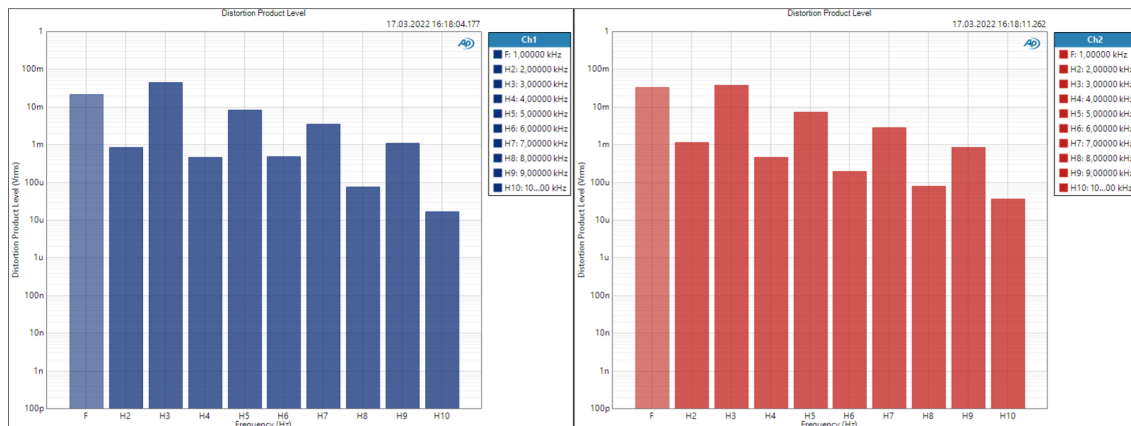 Distortion Product Level
17.03.2022 16:18:04.177
1
100m
10m
1m
100u
10u
1u
100n
10n
1n
100p
Distortion Product Level (Vrms)
F H2 H3 H4 H5 H6 H7 H8 H9 H10
Frequency (Hz)
AP
Ch1
F: 1,00000 kHz
H2: 2,00000 kHz
H3: 3,00000 kHz
H4: 4,00000 kHz
H5: 5,00000 kHz
H6: 6,00000 kHz
H7: 7,00000 kHz
H8: 8,00000 kHz
H9: 9,00000 kHz
H10: 10...00 kHz
Distortion Product Level
17.03.2022 16:18:11.262
1
100m
10m
1m
100u
10u
1u
100n
10n
1n
100p
Distortion Product Level (Vrms)
F H2 H3 H4 H5 H6 H7 H8 H9 H10
Frequency (Hz)
AP
Ch2
F: 1,00000 kHz
H2: 2,00000 kHz
H3: 3,00000 kHz
H4: 4,00000 kHz
H5: 5,00000 kHz
H6: 6,00000 kHz
H7: 7,00000 kHz
H8: 8,00000 kHz
H9: 9,00000 kHz
H10: 10...00 kHz